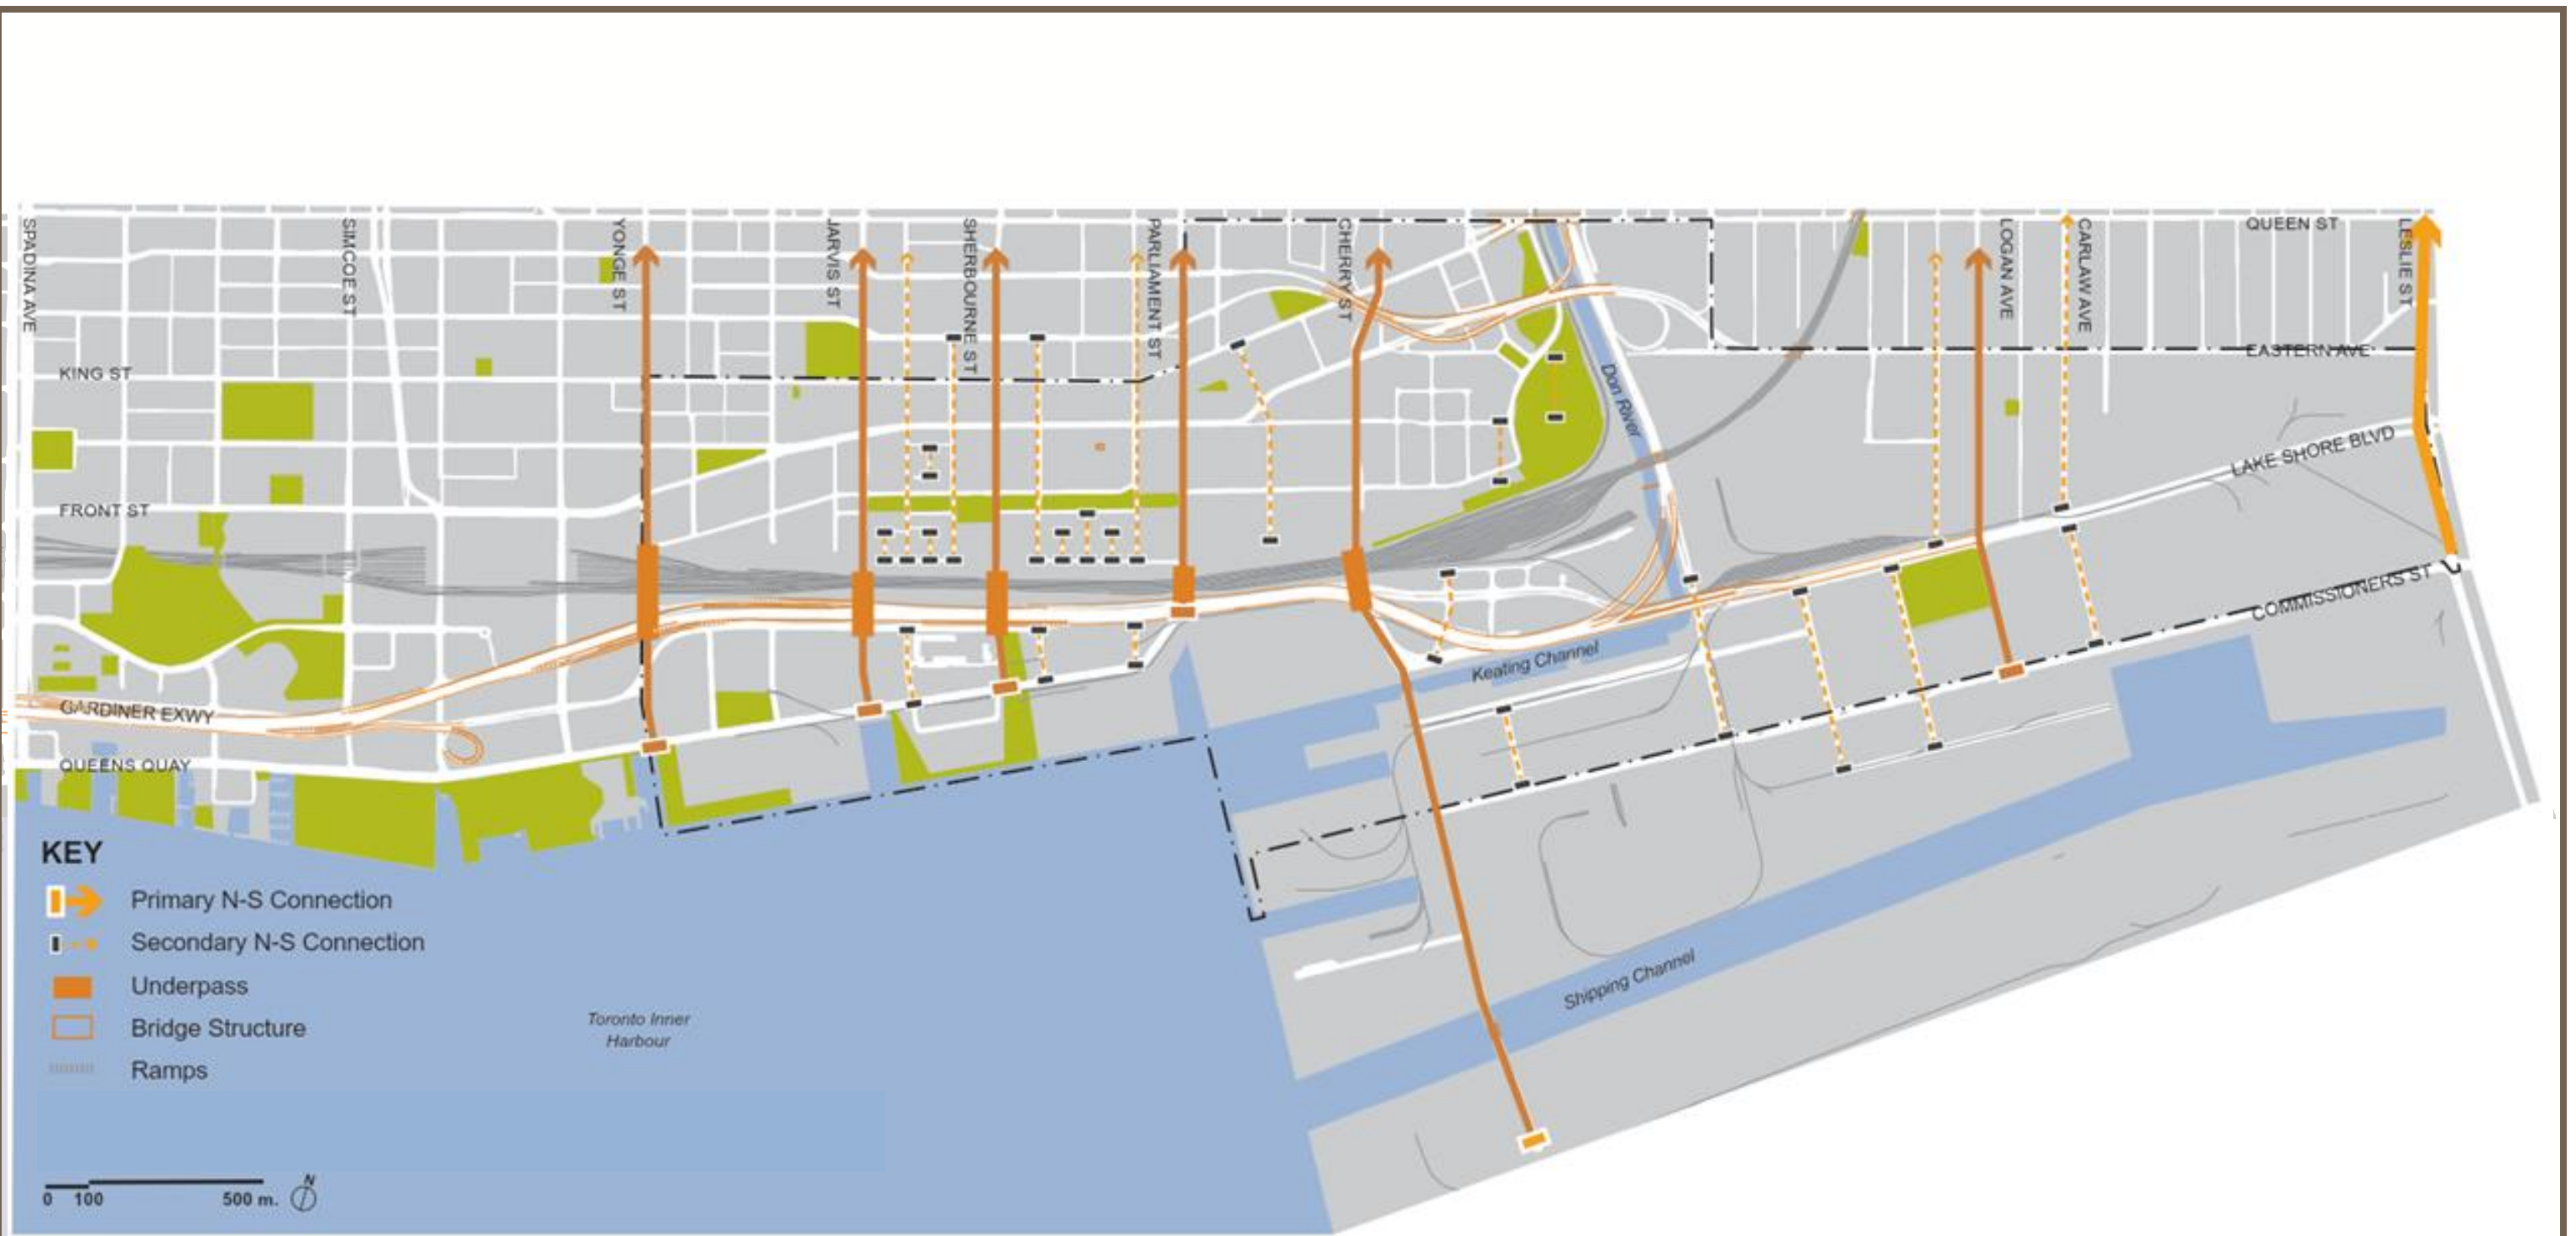 SPADINA AVE
SIMCOE ST
YONGE ST
JARVIS ST
SHERBOURNE ST
PARLIAMENT ST
CHERRY ST
LOGAN AVE
CARLAW AVE
QUEEN ST
LESLIE ST
KING ST
EASTERN AVE
Don River
LAKE SHORE BLVD
FRONT ST
COMMISSIONERS ST
Keating Channel
GARDINER EXWY
QUEENS QUAY
KEY
Primary N-S Connection
Secondary N-S Connection
Underpass
Bridge Structure
Ramps
Toronto Inner
Harbour
Shipping Channel
N
0 100 500 m.